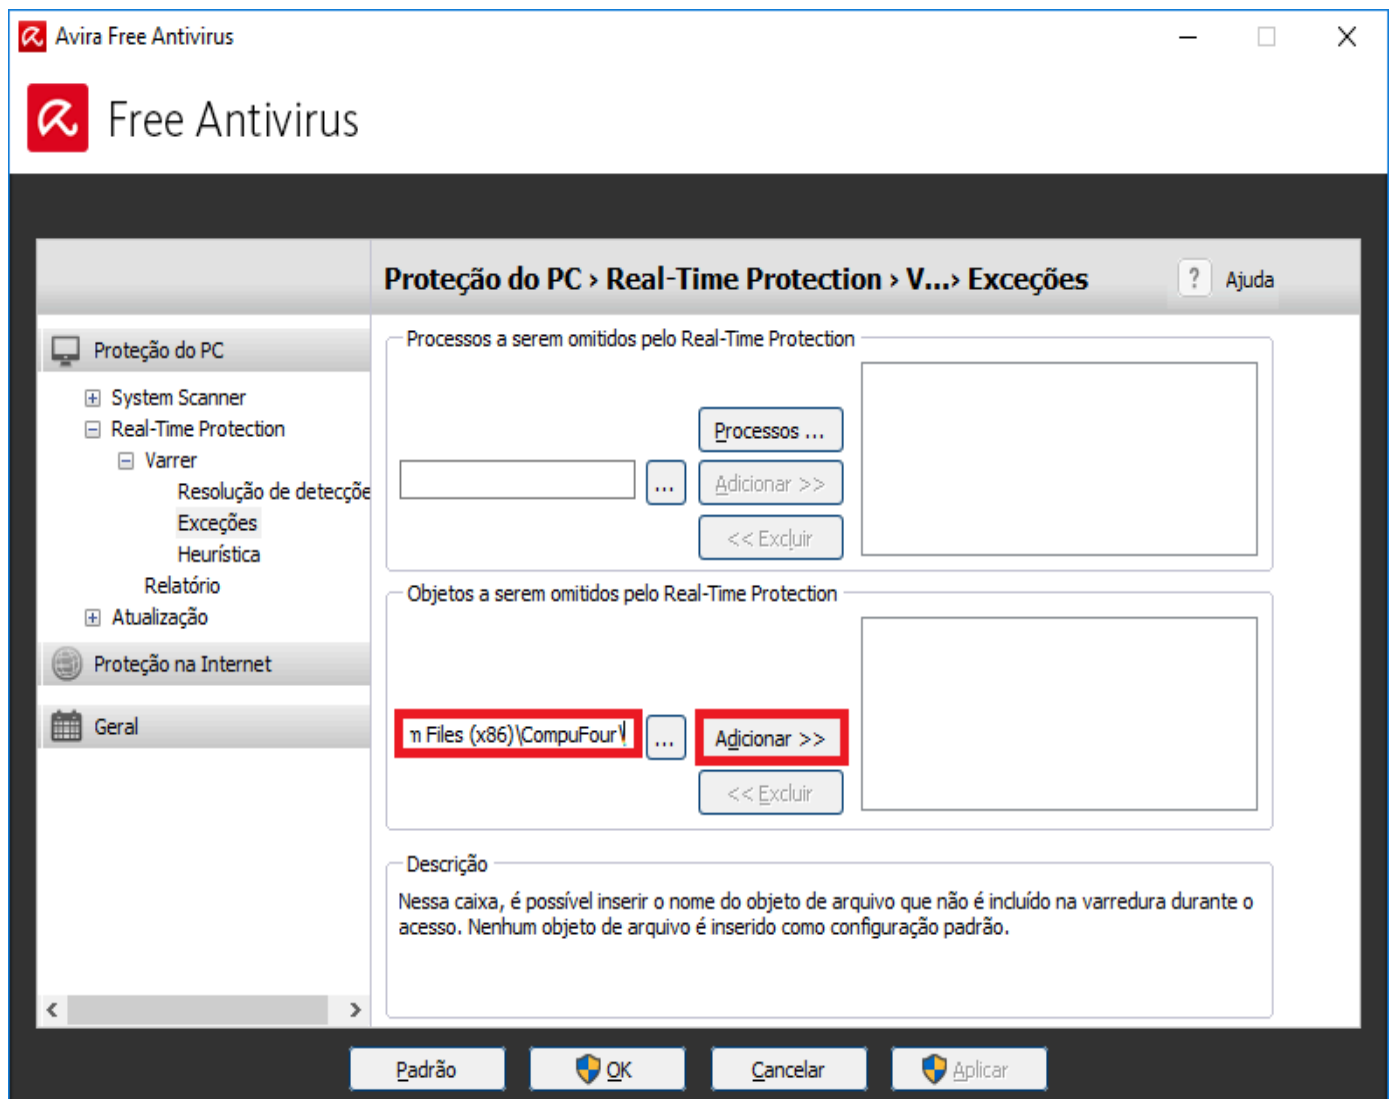 Avira Free Antivirus
Free Antivirus
Proteção do PC › Real-Time Protection › V...› Exceções
? Ajuda
Proteção do PC
System Scanner
Real-Time Protection
Varrer
Resolução de detecçõe
Exceções
Heurística
Relatório
Atualização
Proteção na Internet
Geral
Processos a serem omitidos pelo Real-Time Protection
Processos ...
...
Adicionar >>
<< Excluir
Objetos a serem omitidos pelo Real-Time Protection
m Files (x86)\CompuFour\
...
Adicionar >>
<< Excluir
Descrição
Nessa caixa, é possível inserir o nome do objeto de arquivo que não é incluído na varredura durante o
acesso. Nenhum objeto de arquivo é inserido como configuração padrão.
Padrão
OK
Cancelar
Aplicar